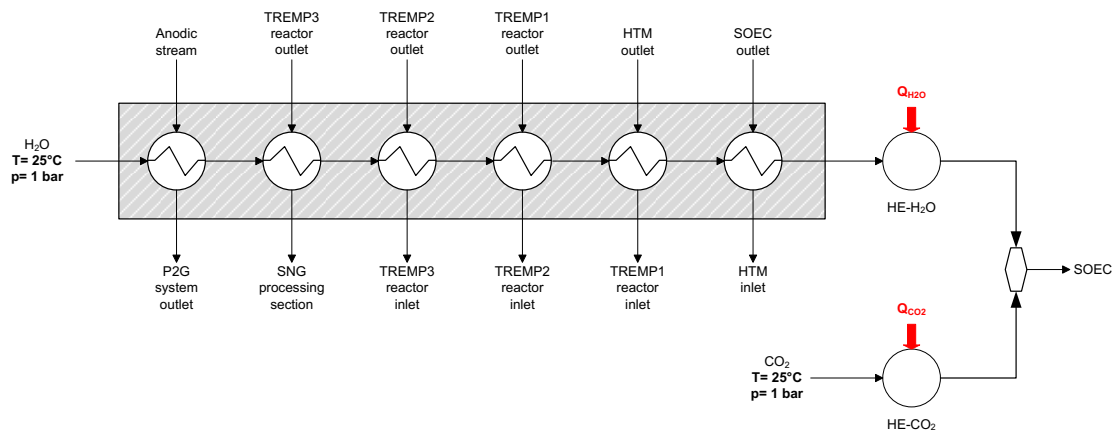 Anodic
stream
TREMP3
reactor
outlet
TREMP2
reactor
outlet
TREMP1
reactor
outlet
HTM
outlet
SOEC
outlet
H₂O
T= 25°C
p= 1 bar
Q_H2O
HE-H₂O
P2G
system
outlet
SNG
processing
section
TREMP3
reactor
inlet
TREMP2
reactor
inlet
TREMP1
reactor
inlet
HTM
inlet
SOEC
Q_CO2
CO₂
T= 25°C
p= 1 bar
HE-CO₂